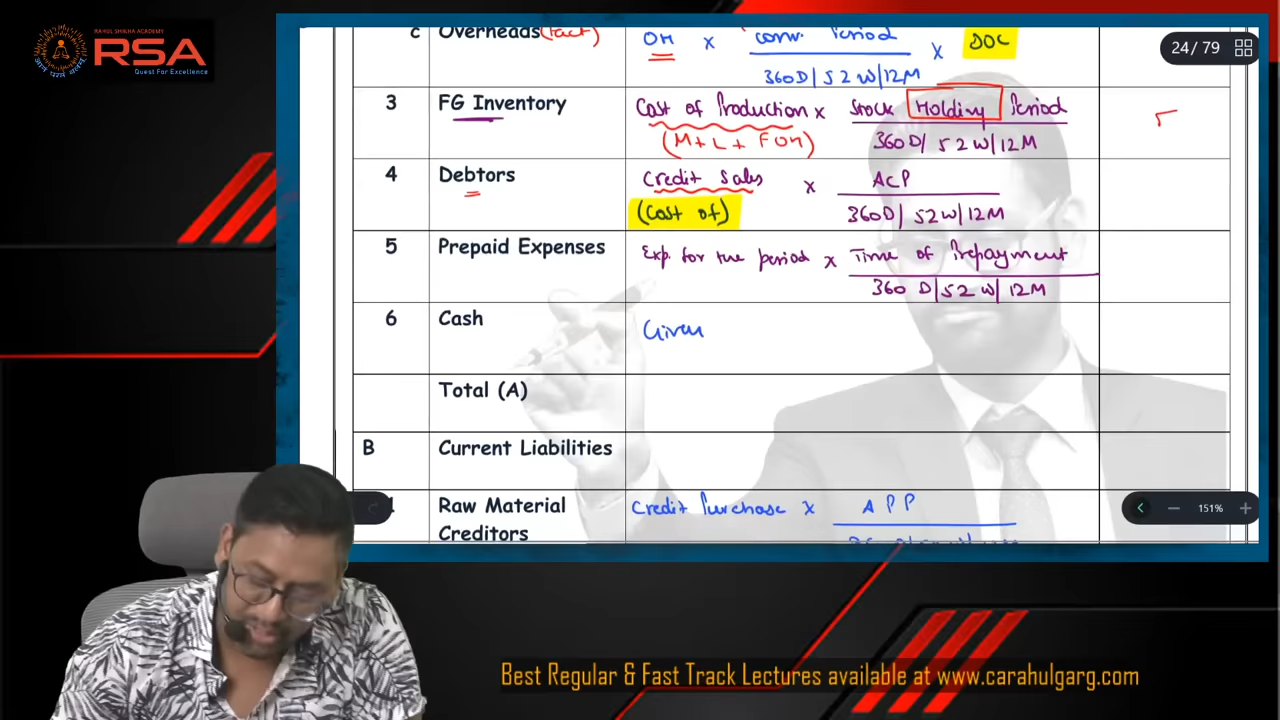 RAHUL SHIKHA ACADEMY
RSA
Quest For Excellence
24 / 79
c Overheads (Fact) OH x Conv. Period x DOC
360D/52W/12M
3 FG Inventory Cost of Production x Stock Holding Period
(M+L+FOH) 360D/52W/12M
4 Debtors Credit Sales x ACP
(Cost of) 360D/52W/12M
5 Prepaid Expenses Exp. for the period x Time of Prepayment
360 D/52W/12M
6 Cash Given
Total (A)
B Current Liabilities
Raw Material Credit Purchase x APP
Creditors
151%
Best Regular & Fast Track Lectures available at www.carahulgarg.com